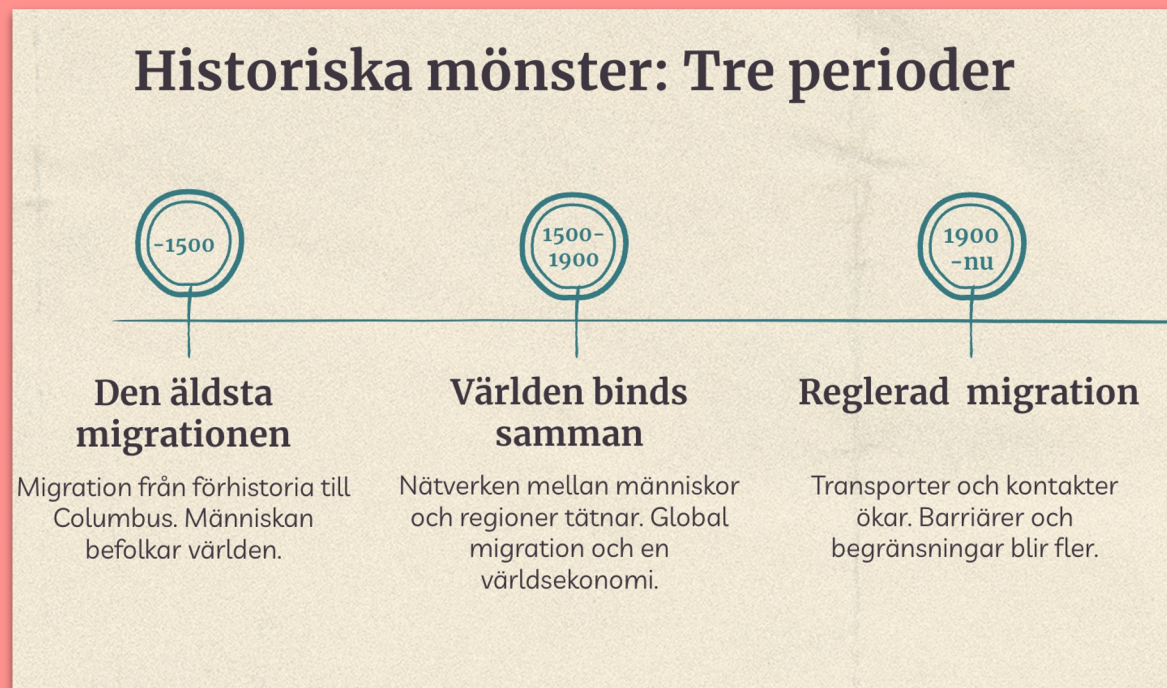 Historiska mönster: Tre perioder
-1500
1500-
1900
1900
-nu
Den äldsta
migrationen
Migration från förhistoria till
Columbus. Människan
befolkar världen.
Världen binds
samman
Nätverken mellan människor
och regioner tätnar. Global
migration och en
världsekonomi.
Reglerad  migration
Transporter och kontakter
ökar. Barriärer och
begränsningar blir fler.